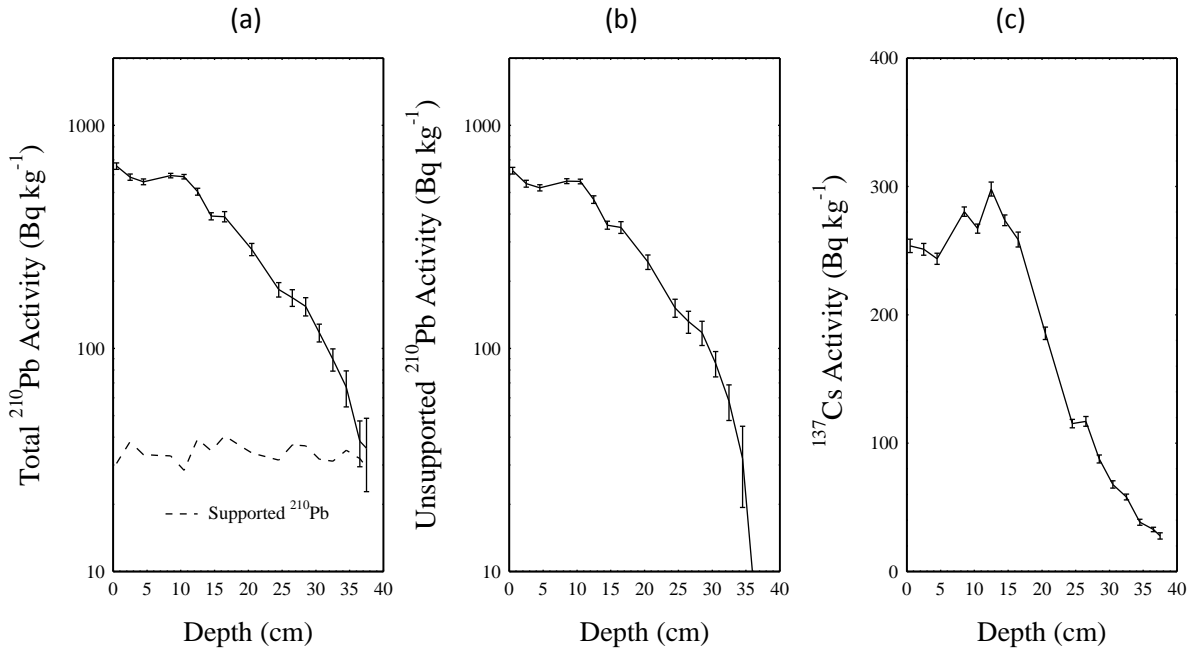 (a)
Total ²¹⁰Pb Activity (Bq kg⁻¹)
1000
100
10
Supported ²¹⁰Pb
0 5 10 15 20 25 30 35 40
Depth (cm)
(b)
Unsupported ²¹⁰Pb Activity (Bq kg⁻¹)
1000
100
10
0 5 10 15 20 25 30 35 40
Depth (cm)
(c)
¹³⁷Cs Activity (Bq kg⁻¹)
400
300
200
100
0
0 5 10 15 20 25 30 35 40
Depth (cm)